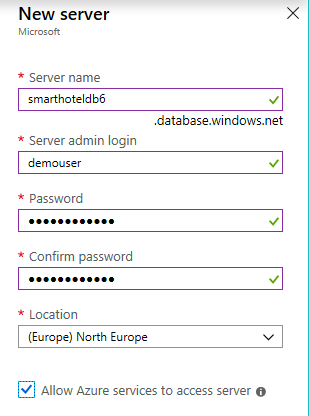 New server
Microsoft
* Server name
smarthoteldb6
.database.windows.net
* Server admin login
demouser
* Password
●●●●●●●●●●●●
* Confirm password
●●●●●●●●●●●●
* Location
(Europe) North Europe
Allow Azure services to access server